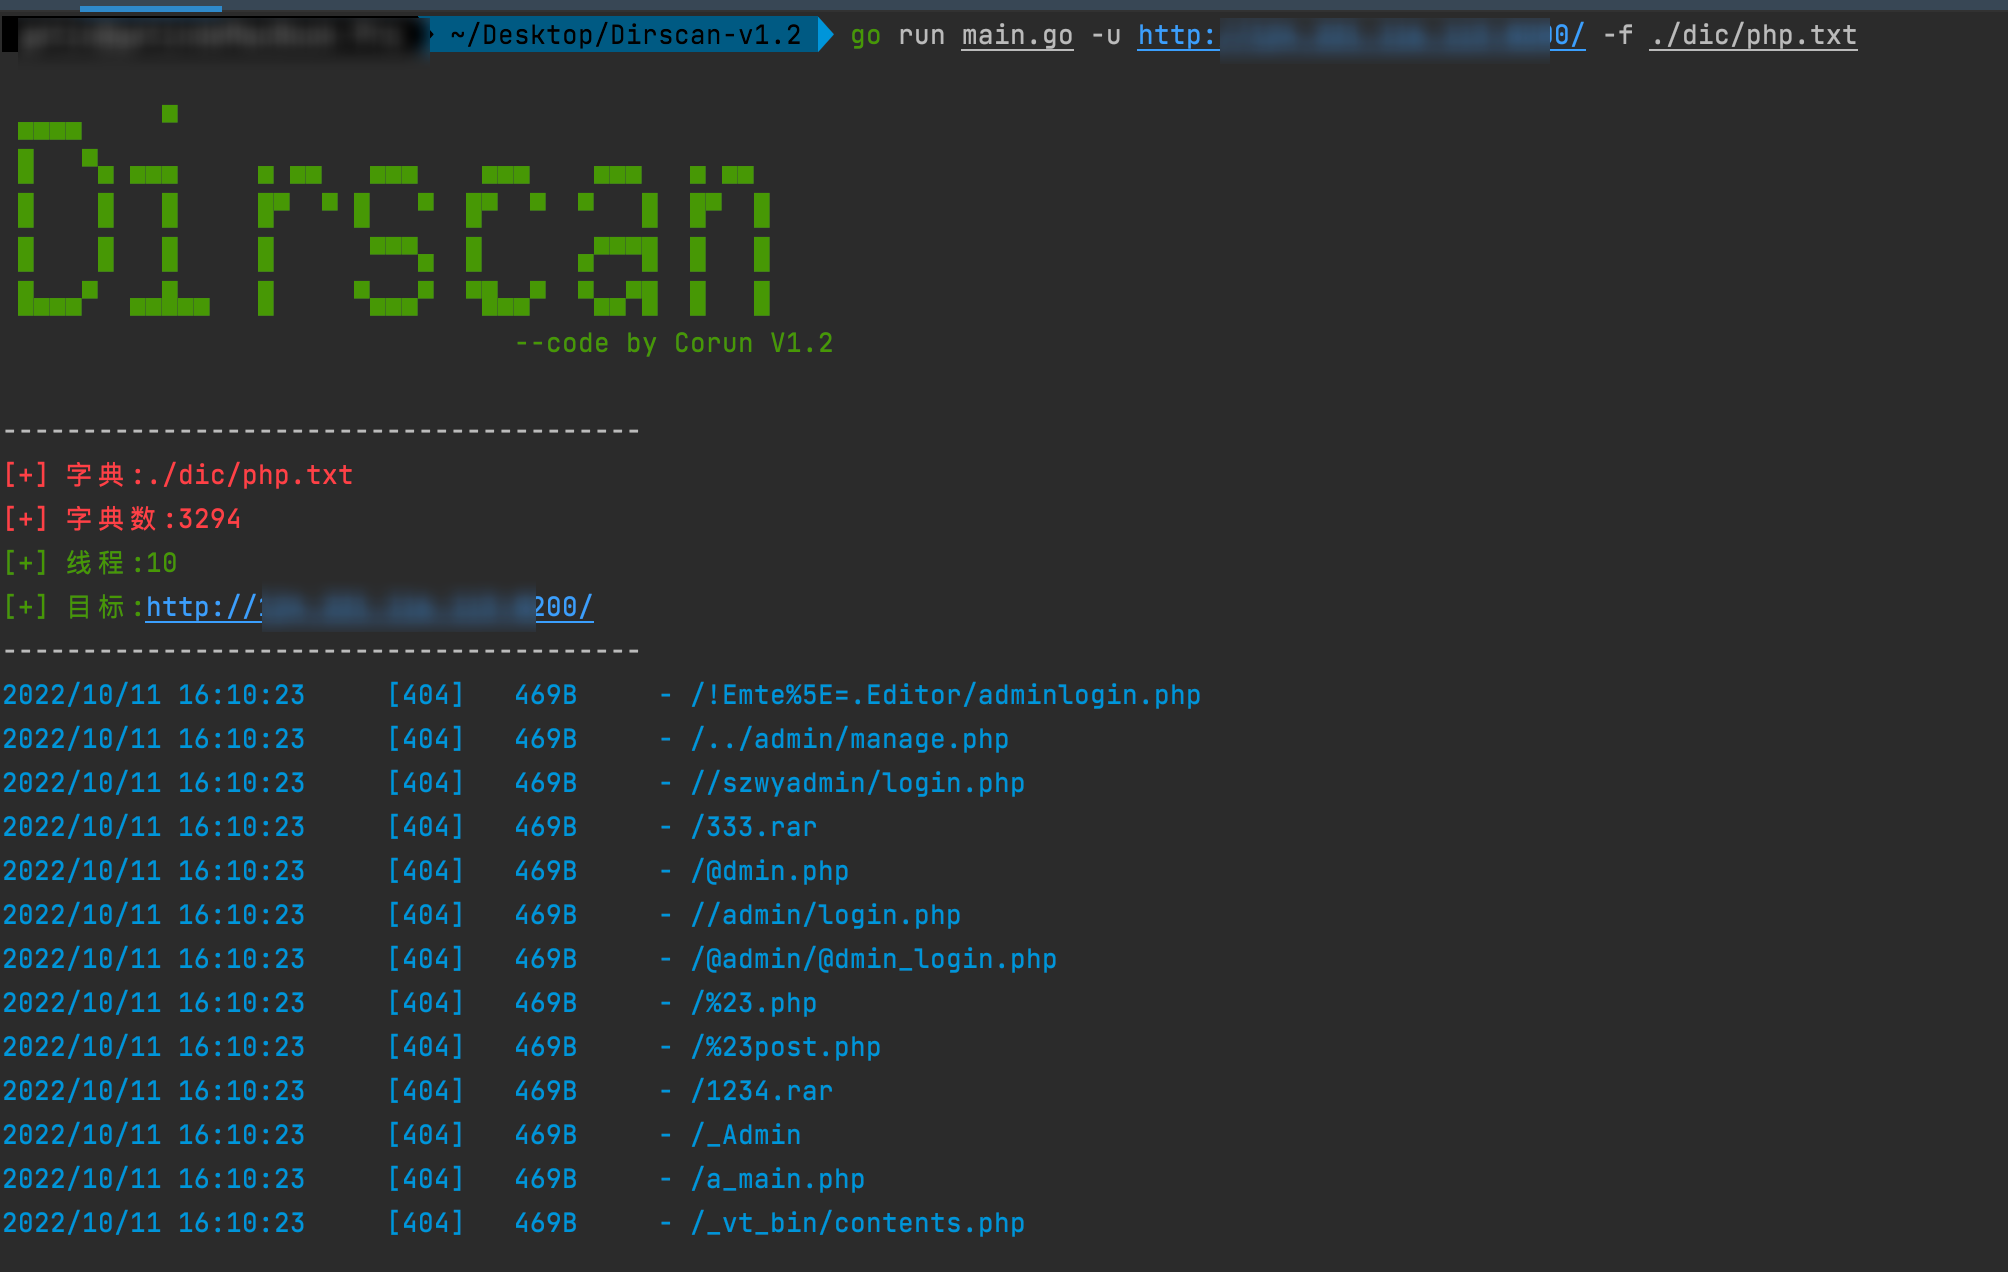 ~/Desktop/Dirscan-v1.2 go run main.go -u http: 00/ -f ./dic/php.txt
Dirscan
--code by Corun V1.2
----------------------------------------
[+] 字典:./dic/php.txt
[+] 字典数:3294
[+] 线程:10
[+] 目标:http:// 200/
----------------------------------------
2022/10/11 16:10:23 [404] 469B - /!Emte%5E=.Editor/adminlogin.php
2022/10/11 16:10:23 [404] 469B - /../admin/manage.php
2022/10/11 16:10:23 [404] 469B - //szwyadmin/login.php
2022/10/11 16:10:23 [404] 469B - /333.rar
2022/10/11 16:10:23 [404] 469B - /@dmin.php
2022/10/11 16:10:23 [404] 469B - //admin/login.php
2022/10/11 16:10:23 [404] 469B - /@admin/@dmin_login.php
2022/10/11 16:10:23 [404] 469B - /%23.php
2022/10/11 16:10:23 [404] 469B - /%23post.php
2022/10/11 16:10:23 [404] 469B - /1234.rar
2022/10/11 16:10:23 [404] 469B - /_Admin
2022/10/11 16:10:23 [404] 469B - /a_main.php
2022/10/11 16:10:23 [404] 469B - /_vt_bin/contents.php